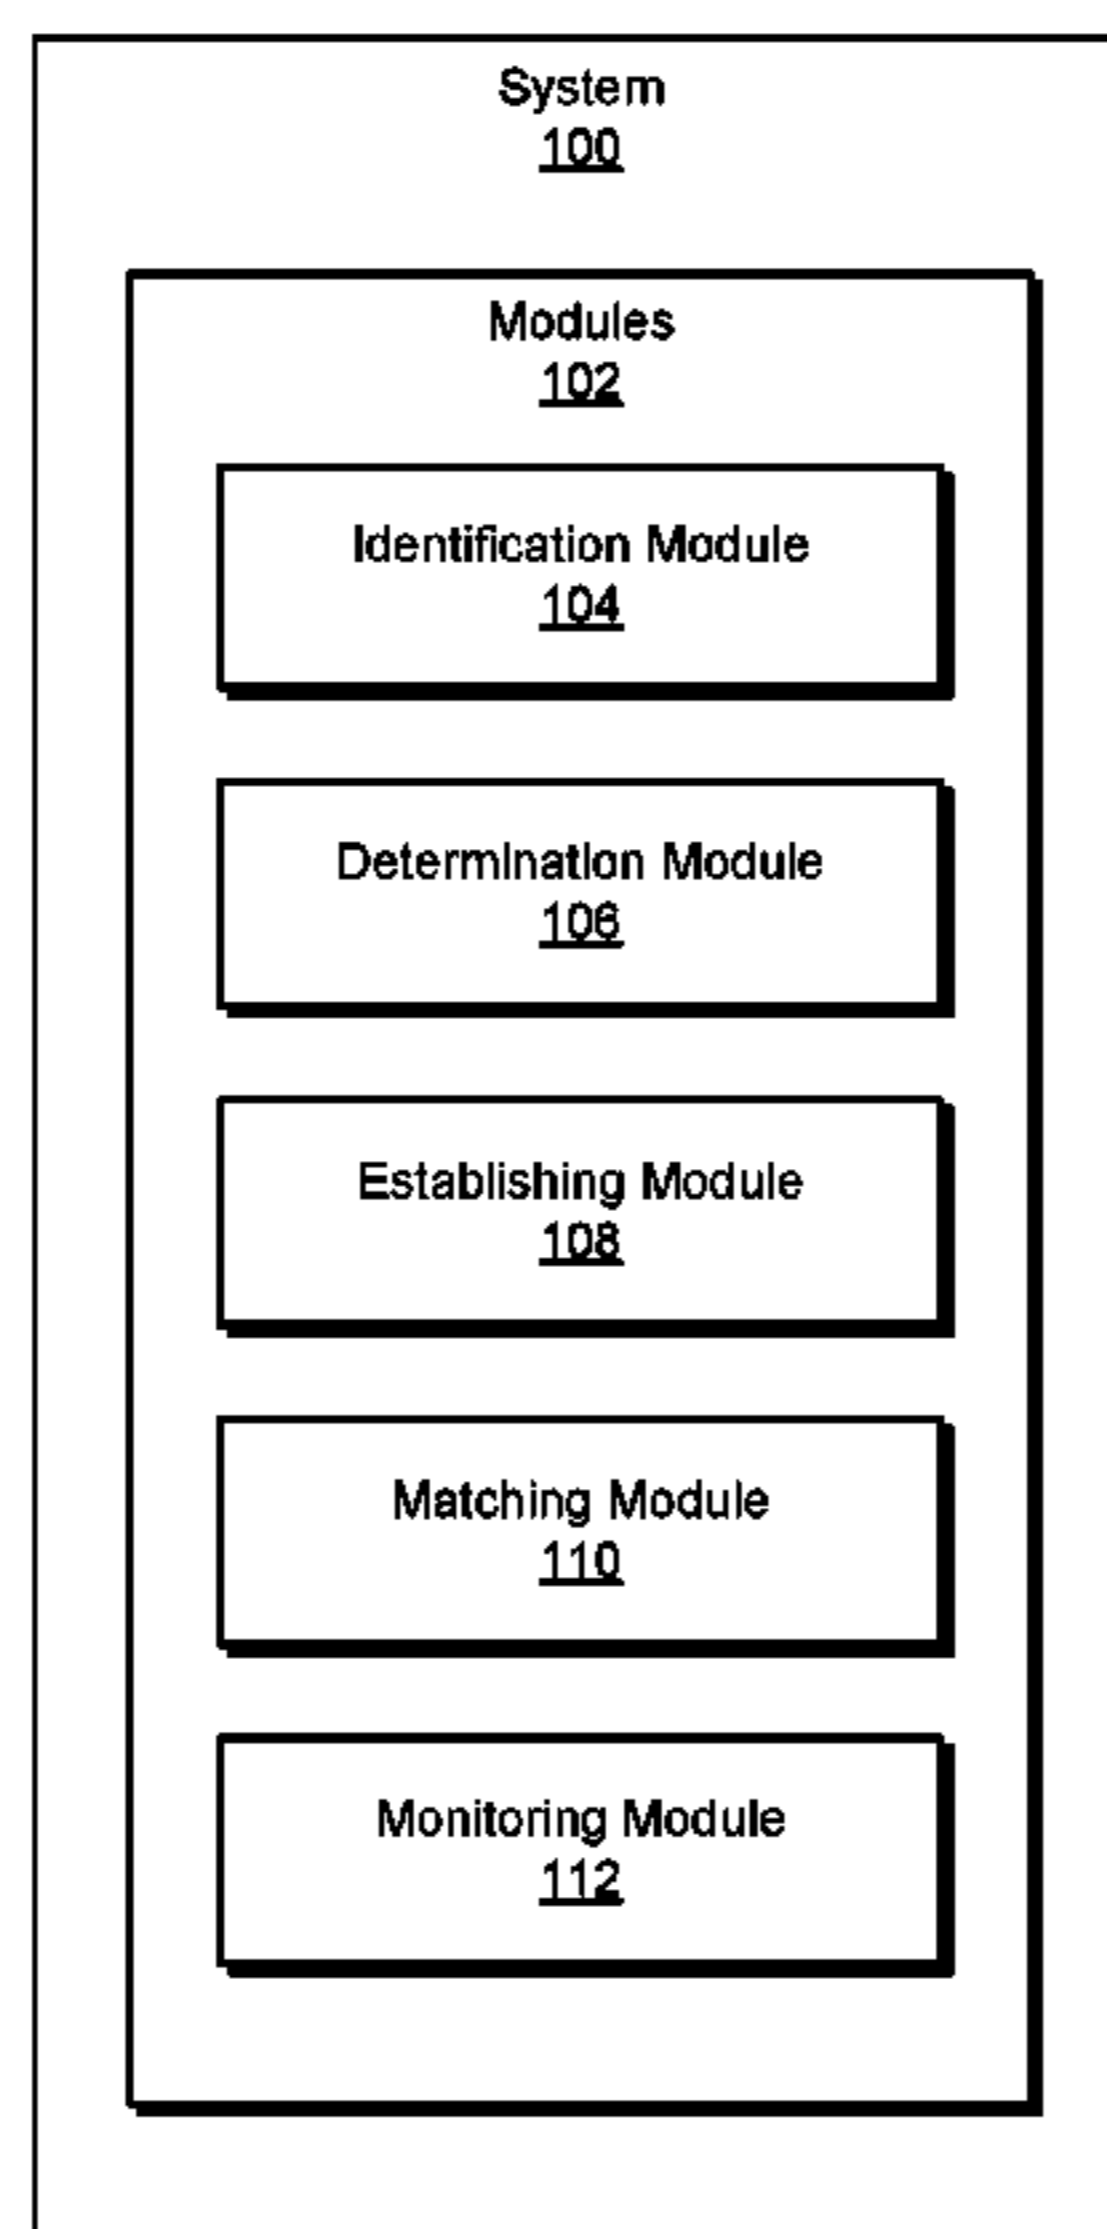 System
100
Modules
102
Identification Module
104
Determination Module
106
Establishing Module
108
Matching Module
110
Monitoring Module
112